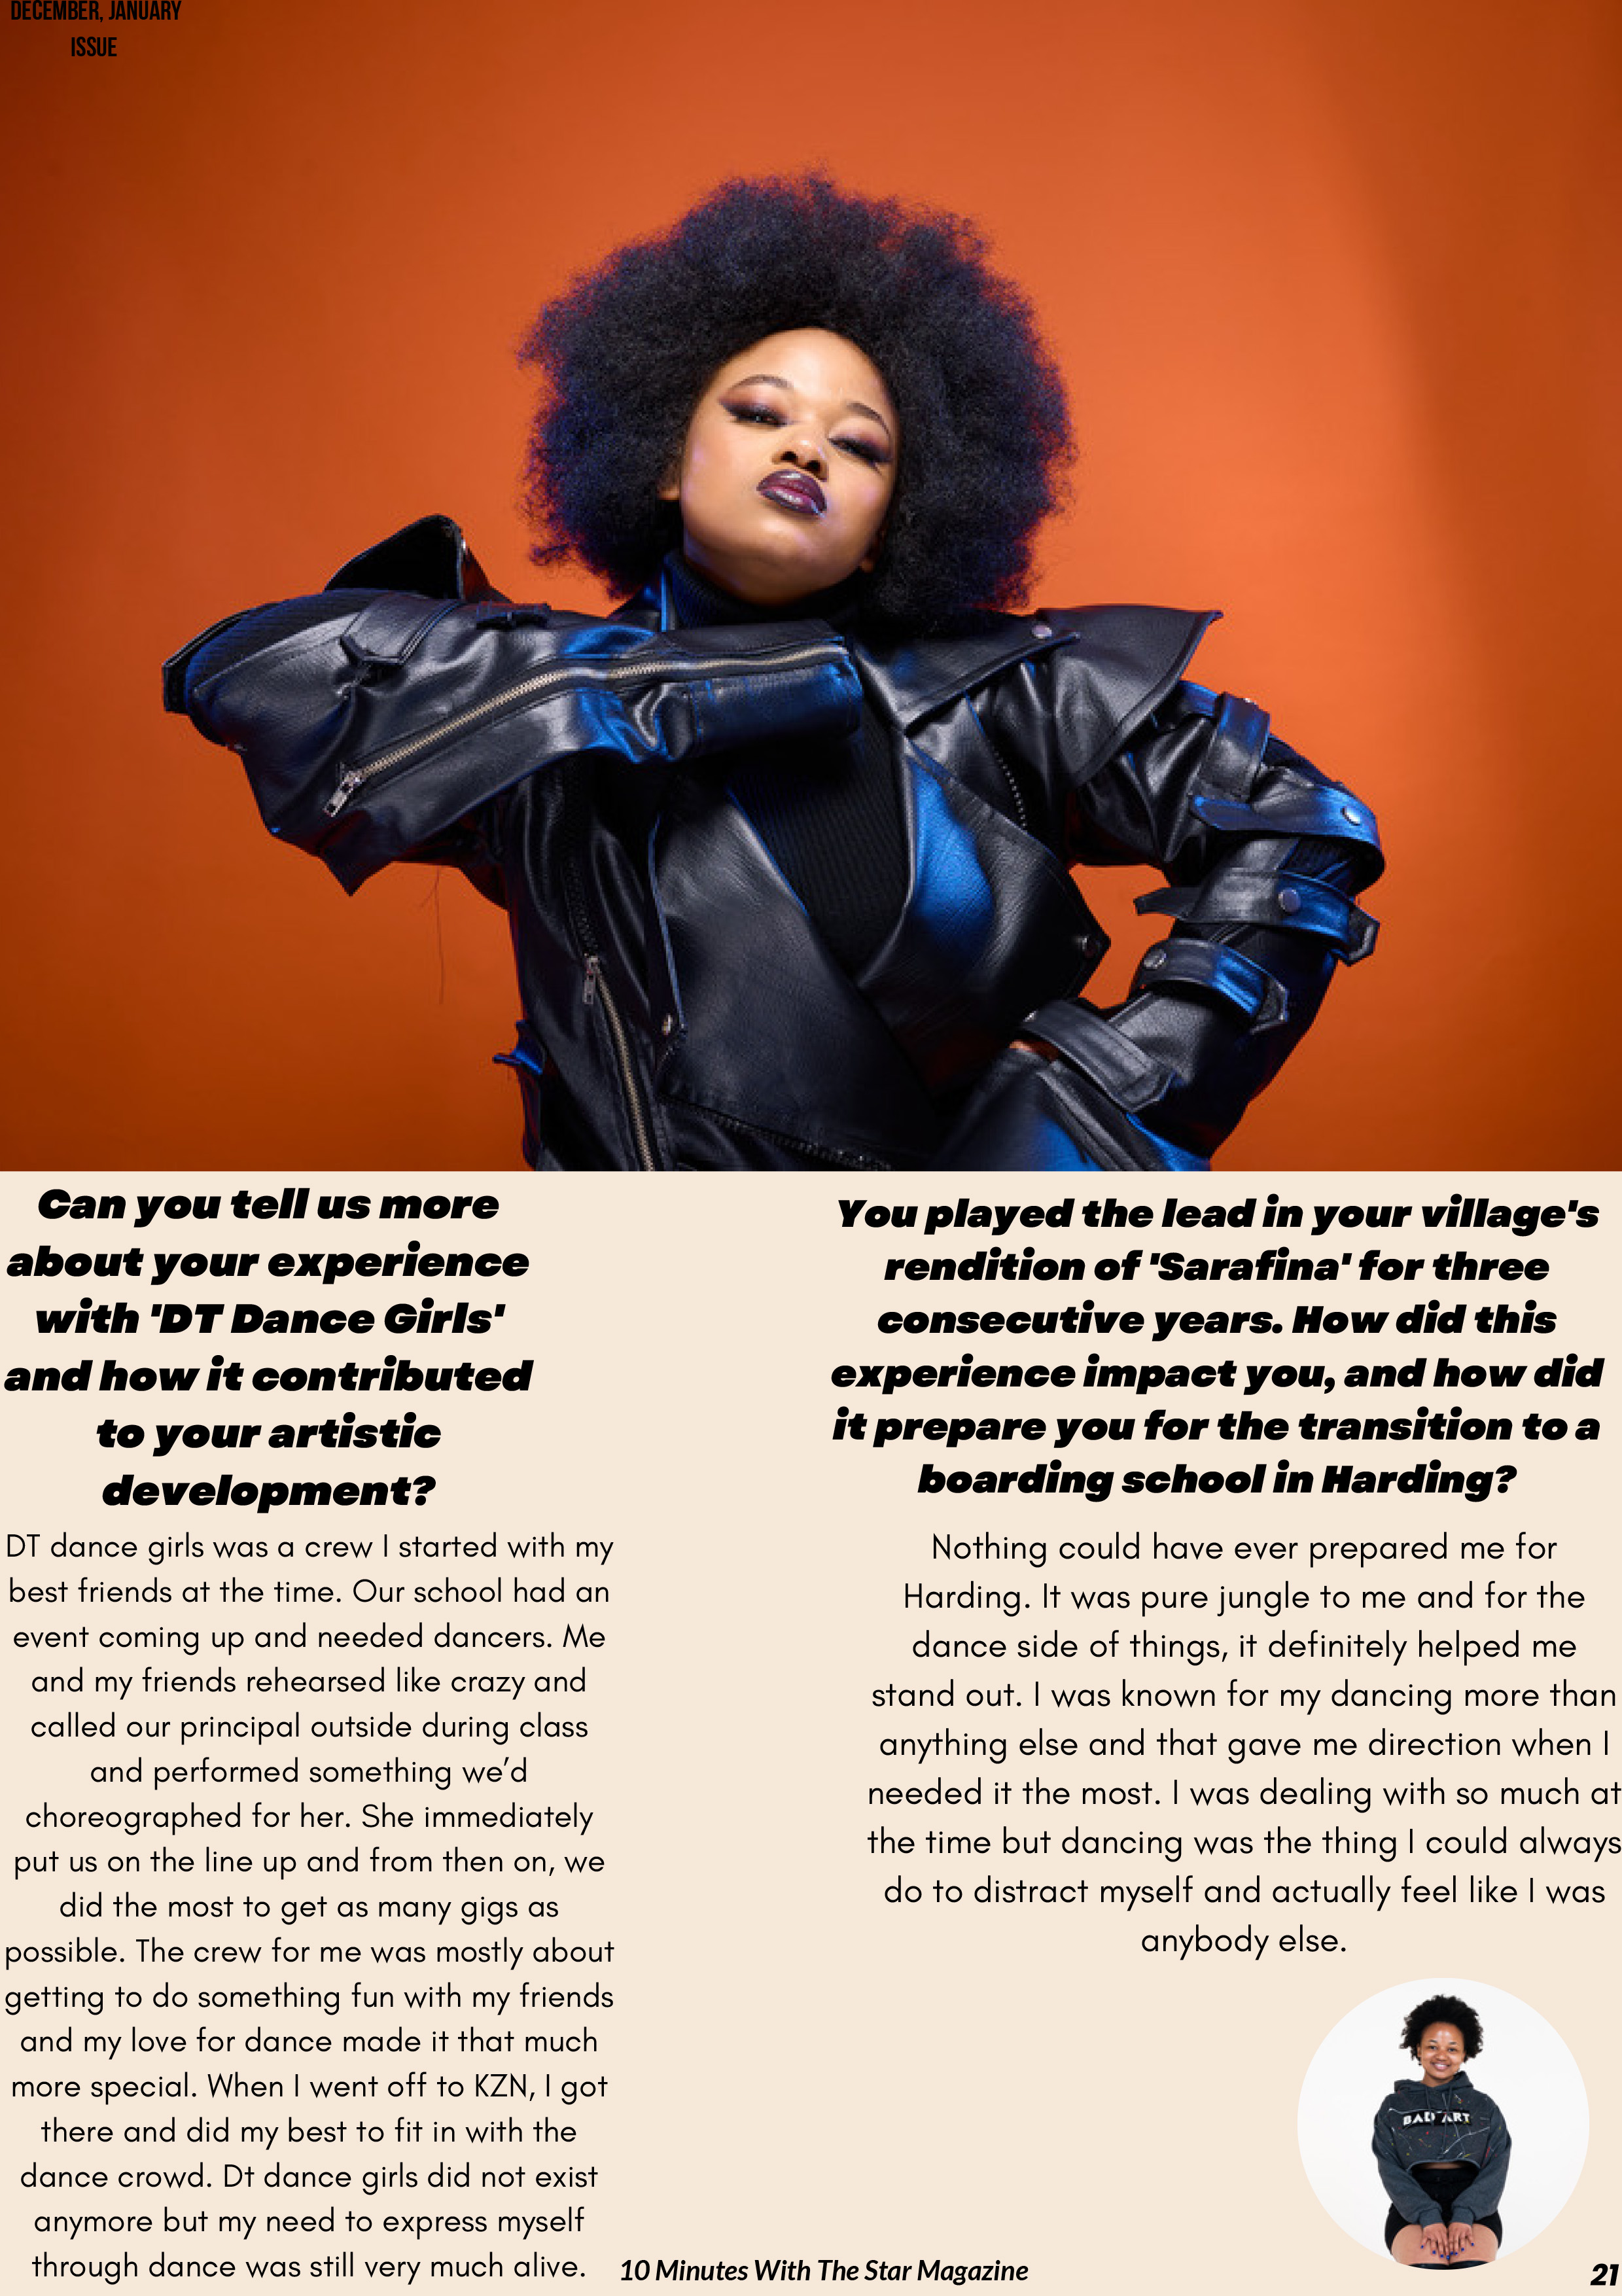 DECEMBER, JANUARY
ISSUE
Can you tell us more
about your experience
with 'DT Dance Girls'
and how it contributed
to your artistic
development?
DT dance girls was a crew I started with my
best friends at the time. Our school had an
event coming up and needed dancers. Me
and my friends rehearsed like crazy and
called our principal outside during class
and performed something we’d
choreographed for her. She immediately
put us on the line up and from then on, we
did the most to get as many gigs as
possible. The crew for me was mostly about
getting to do something fun with my friends
and my love for dance made it that much
more special. When I went off to KZN, I got
there and did my best to fit in with the
dance crowd. Dt dance girls did not exist
anymore but my need to express myself
through dance was still very much alive.
You played the lead in your village's
rendition of 'Sarafina' for three
consecutive years. How did this
experience impact you, and how did
it prepare you for the transition to a
boarding school in Harding?
Nothing could have ever prepared me for
Harding. It was pure jungle to me and for the
dance side of things, it definitely helped me
stand out. I was known for my dancing more than
anything else and that gave me direction when I
needed it the most. I was dealing with so much at
the time but dancing was the thing I could always
do to distract myself and actually feel like I was
anybody else.
BAD ART
10 Minutes With The Star Magazine
21